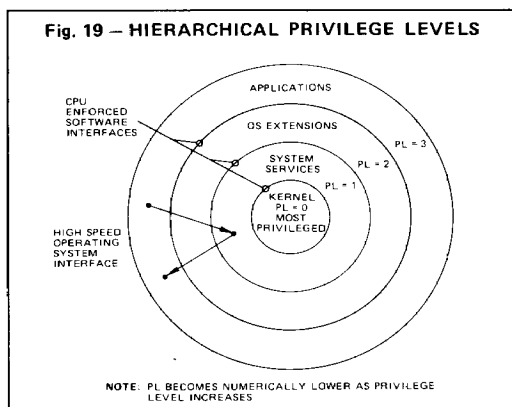 Fig. 19 — HIERARCHICAL PRIVILEGE LEVELS
APPLICATIONS
CPU
ENFORCED
SOFTWARE
INTERFACES
OS EXTENSIONS
SYSTEM
SERVICES
KERNEL
PL = 0
MOST
PRIVILEGED
PL = 1
PL = 2
PL = 3
HIGH SPEED
OPERATING
SYSTEM
INTERFACE
NOTE: PL BECOMES NUMERICALLY LOWER AS PRIVILEGE
LEVEL INCREASES